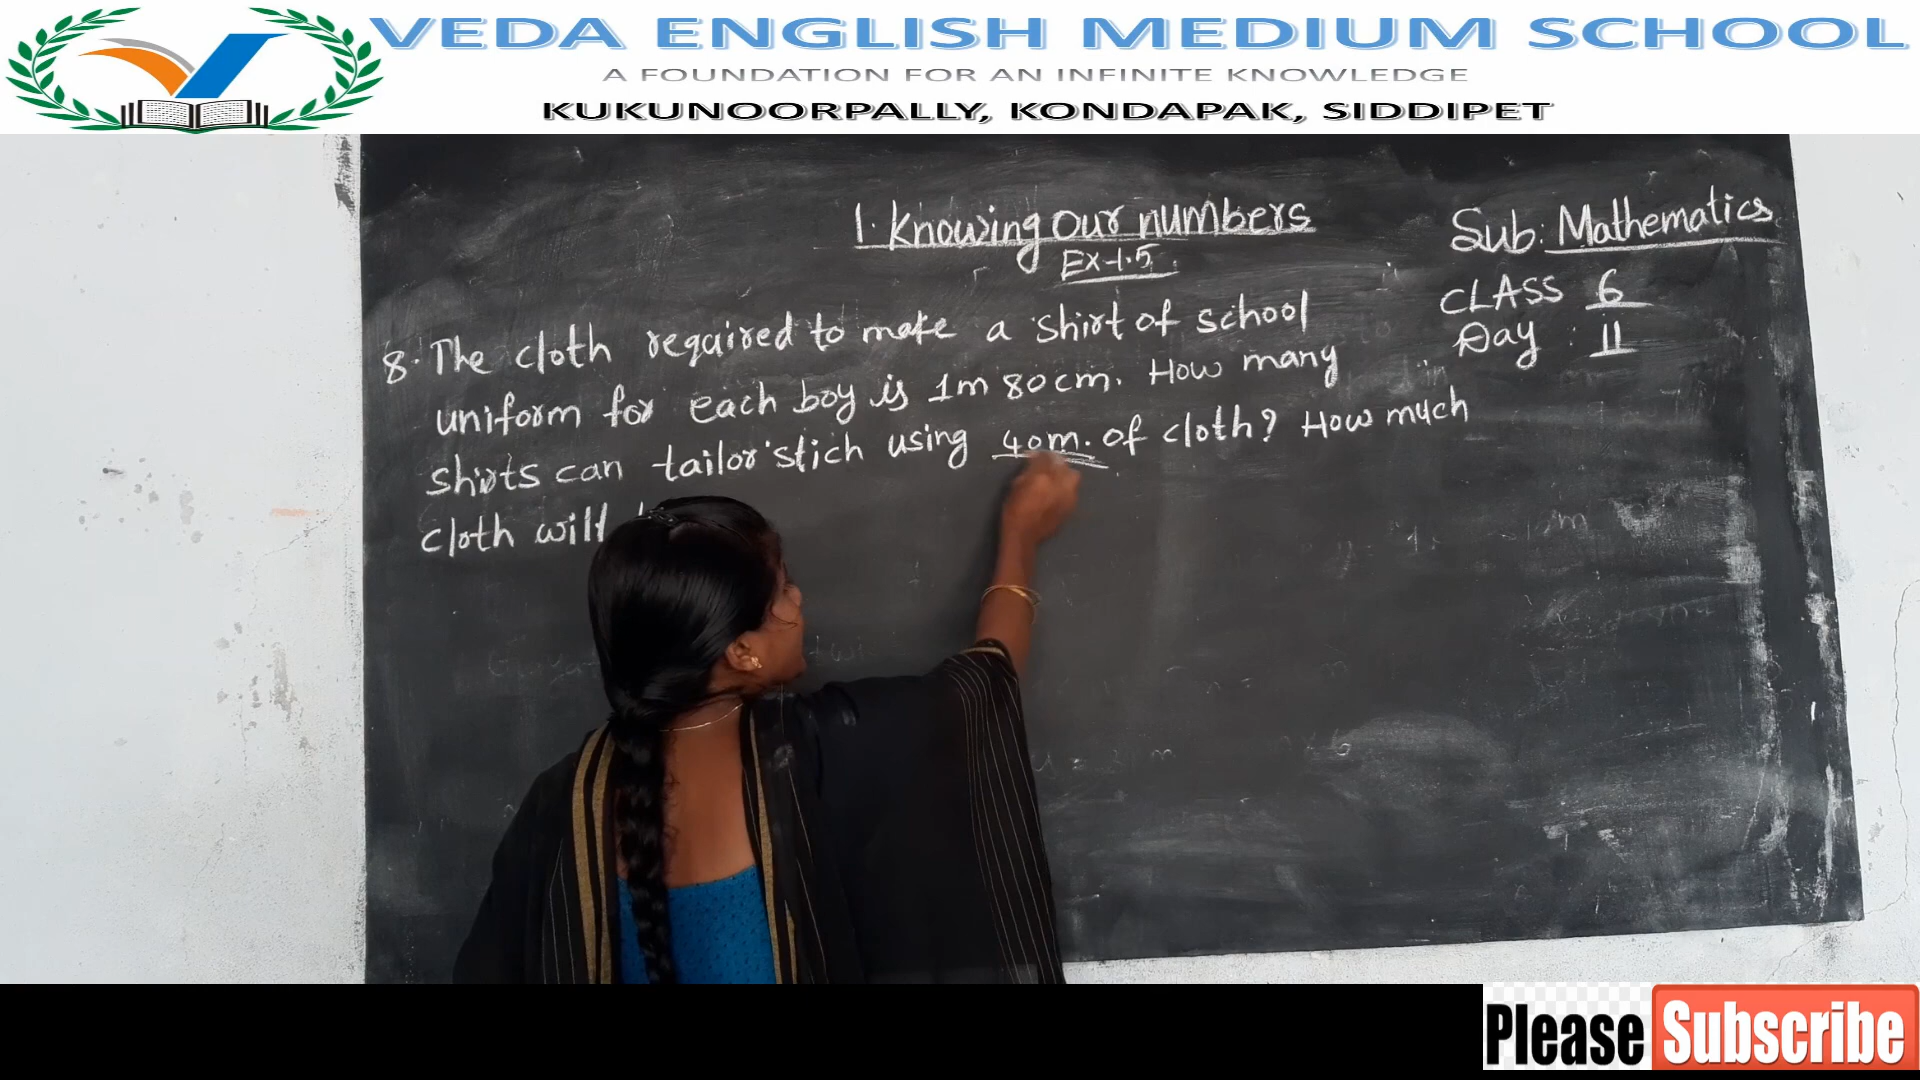 VEDA ENGLISH MEDIUM SCHOOL
A FOUNDATION FOR AN INFINITE KNOWLEDGE
KUKUNOORPALLY, KONDAPAK, SIDDIPET
1. Knowing our numbers
Ex-1.5
Sub: Mathematics
CLASS 6
Day : 11
8. The cloth required to make a shirt of school
uniform for each boy is 1m 80cm. How many
shirts can tailor stich using 40m. of cloth? How much
cloth will
Please Subscribe